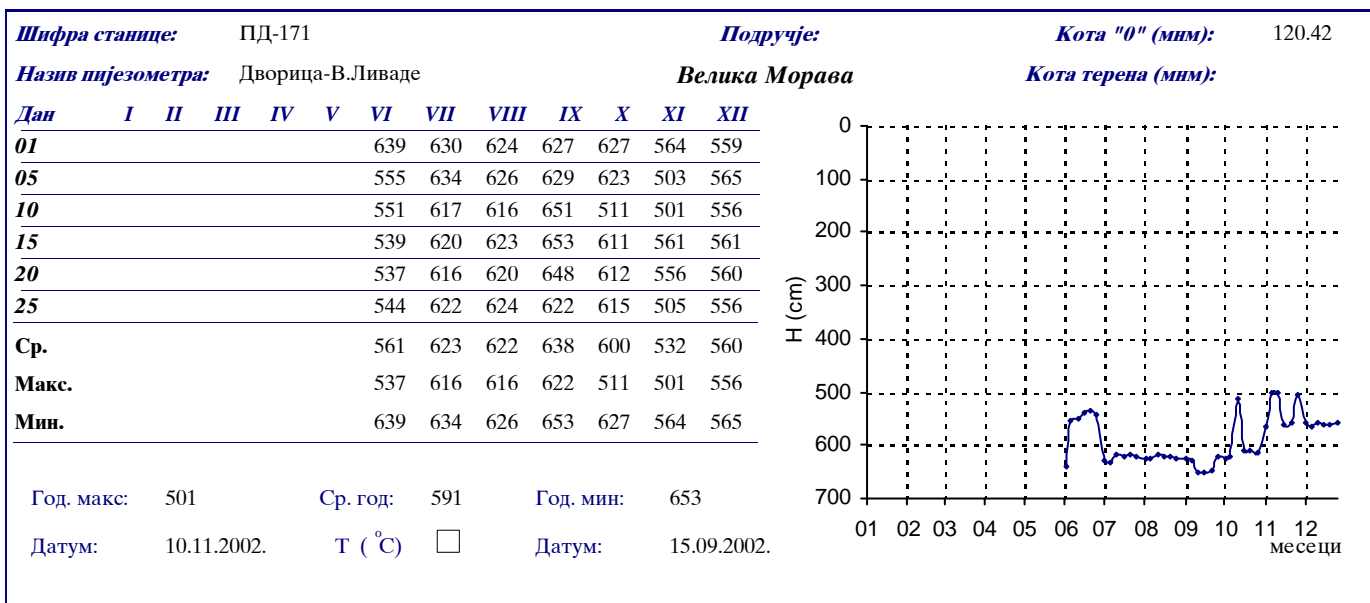 Шифра станице: ПД-171 Подручје: Кота "0" (мнм): 120.42
Назив пијезометра: Дворица-В.Ливаде Велика Морава Кота терена (мнм):
Дан I II III IV V VI VII VIII IX X XI XII
01 639 630 624 627 627 564 559
05 555 634 626 629 623 503 565
10 551 617 616 651 511 501 556
15 539 620 623 653 611 561 561
20 537 616 620 648 612 556 560
25 544 622 624 622 615 505 556
Ср. 561 623 622 638 600 532 560
Макс. 537 616 616 622 511 501 556
Мин. 639 634 626 653 627 564 565
Год. макс: 501 Ср. год: 591 Год. мин: 653
Датум: 10.11.2002. Т ( °C) Датум: 15.09.2002.
0
100
200
300
400
500
600
700
H (cm)
01 02 03 04 05 06 07 08 09 10 11 12
месеци